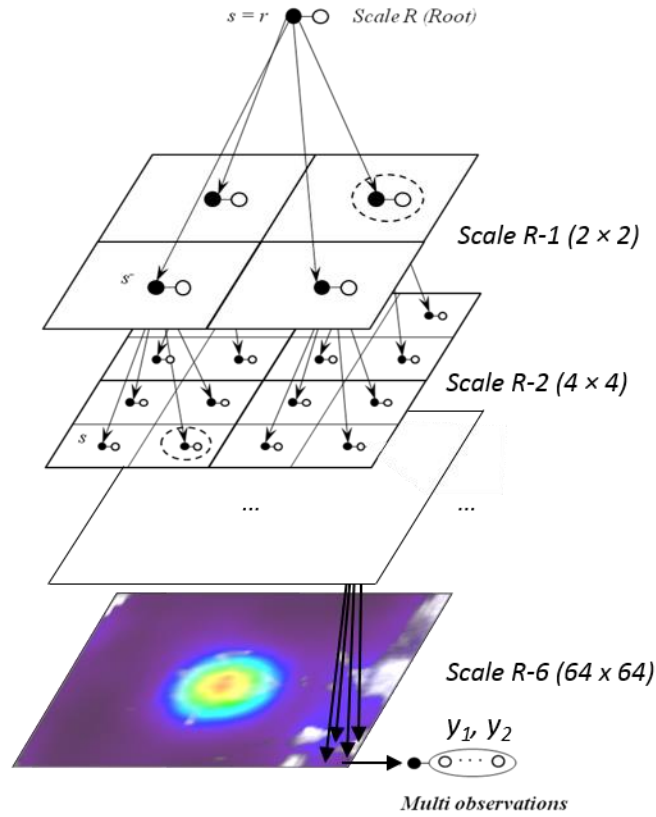 s = r Scale R (Root)
Scale R-1 (2 × 2)
s-
Scale R-2 (4 × 4)
s
... ...
Scale R-6 (64 x 64)
y1, y2
...
Multi observations